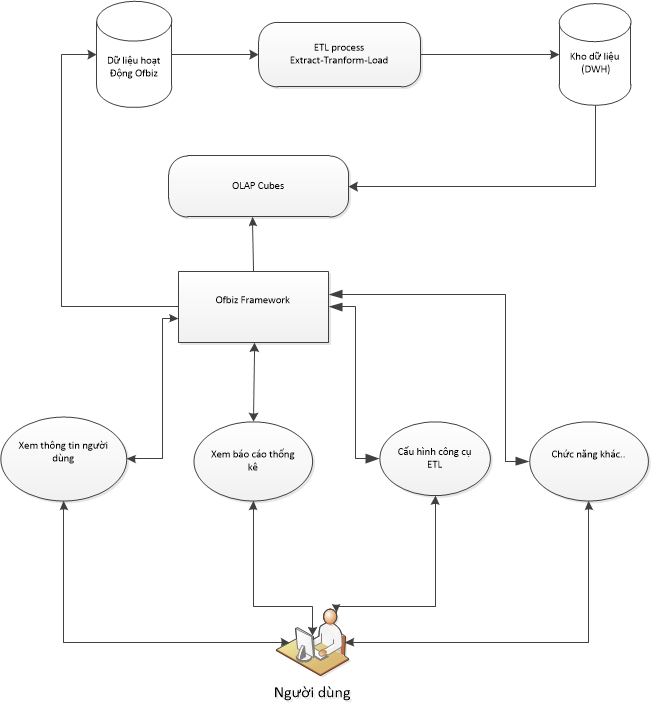 Dữ liệu hoạt
Động Ofbiz
ETL process
Extract-Tranform-Load
Kho dữ liệu
(DWH)
OLAP Cubes
Ofbiz Framework
Xem thông tin người
dùng
Xem báo cáo thống
kê
Cấu hình công cụ
ETL
Chức năng khác..
Người dùng